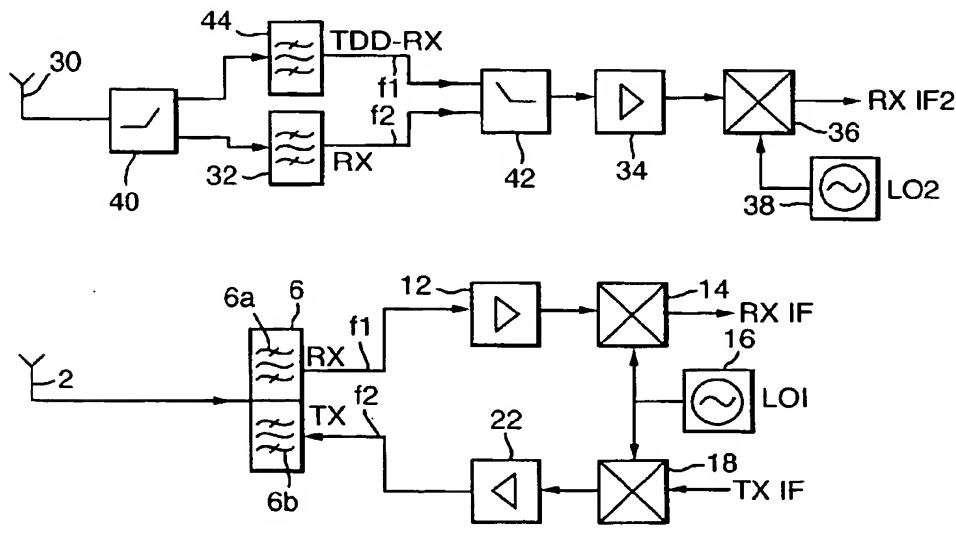 44
TDD-RX
30
f1
RX IF2
f2
36
32
RX
40
42
34
38
LO2
6a
6
12
14
f1
RX
RX IF
16
2
TX
f2
22
LO1
18
TX IF
6b